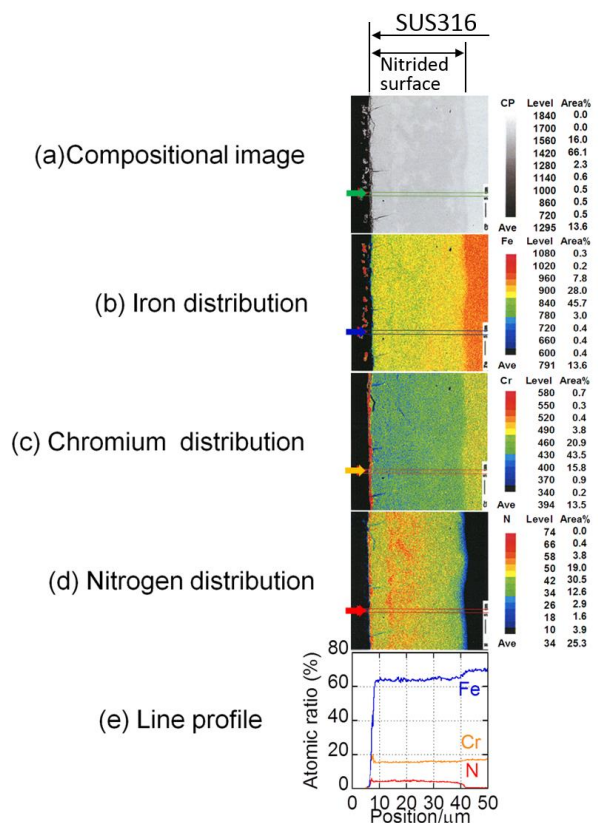 SUS316
Nitrided
surface
(a)Compositional image
CP Level Area%
1840 0.0
1700 0.0
1560 16.0
1420 66.1
1280 2.3
1140 0.6
1000 0.5
860 0.5
720 0.5
Ave 1295 13.6
(b) Iron distribution
Fe Level Area%
1080 0.3
1020 0.2
960 7.8
900 28.0
840 45.7
780 3.0
720 0.4
660 0.4
600 0.4
Ave 791 13.6
(c) Chromium distribution
Cr Level Area%
580 0.7
550 0.3
520 0.4
490 3.8
460 20.9
430 43.5
400 15.8
370 0.9
340 0.2
Ave 394 13.5
(d) Nitrogen distribution
N Level Area%
74 0.0
66 0.4
58 3.8
50 19.0
42 30.5
34 12.6
26 2.9
18 1.6
10 3.9
Ave 34 25.3
(e) Line profile
Atomic ratio (%)
80
60
40
20
0
Fe
Cr
N
0 10 20 30 40 50
Position/μm